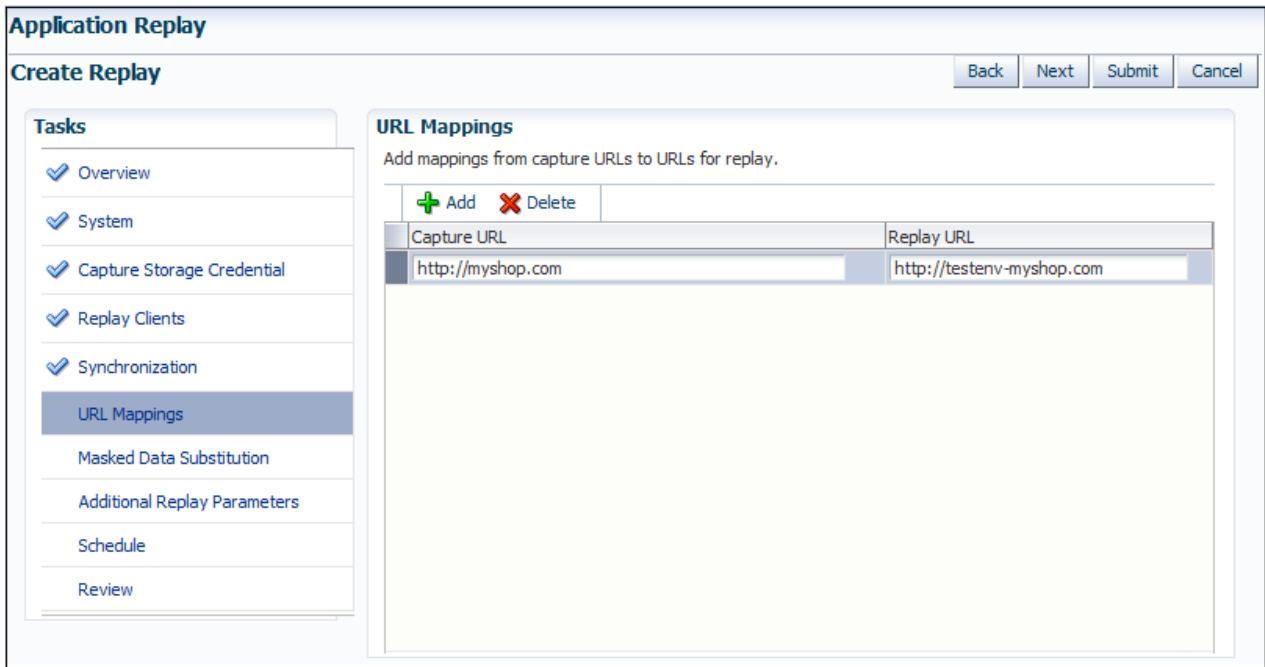 Application Replay
Create Replay
Back Next Submit Cancel
Tasks
Overview
System
Capture Storage Credential
Replay Clients
Synchronization
URL Mappings
Masked Data Substitution
Additional Replay Parameters
Schedule
Review
URL Mappings
Add mappings from capture URLs to URLs for replay.
Add Delete
Capture URL Replay URL
http://myshop.com http://testenv-myshop.com